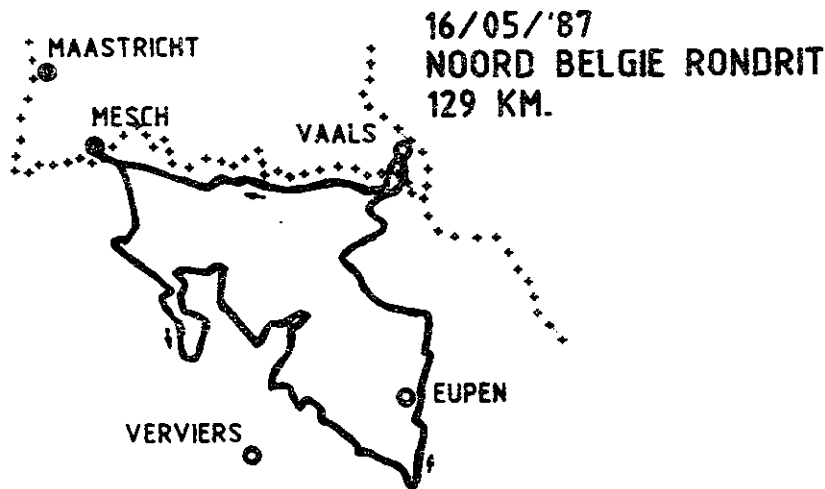 16/05/'87
NOORD BELGIE RONDRIT
129 KM.
MAASTRICHT
MESCH
VAALS
EUPEN
VERVIERS